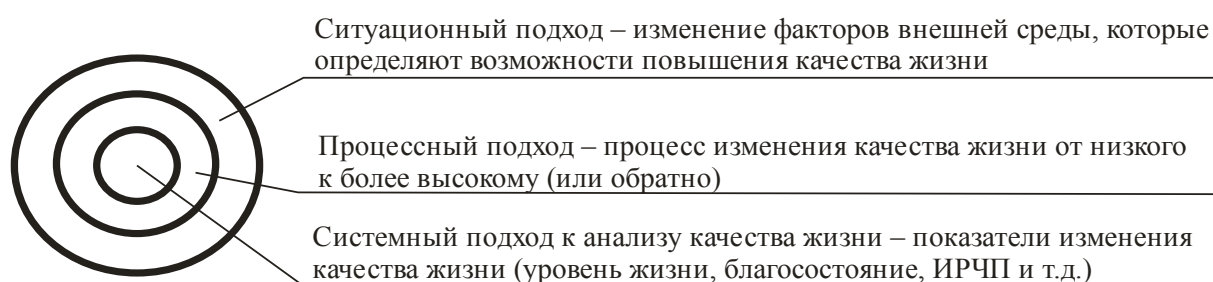 Ситуационный подход – изменение факторов внешней среды, которые
определяют возможности повышения качества жизни
Процессный подход – процесс изменения качества жизни от низкого
к более высокому (или обратно)
Системный подход к анализу качества жизни – показатели изменения
качества жизни (уровень жизни, благосостояние, ИРЧП и т.д.)